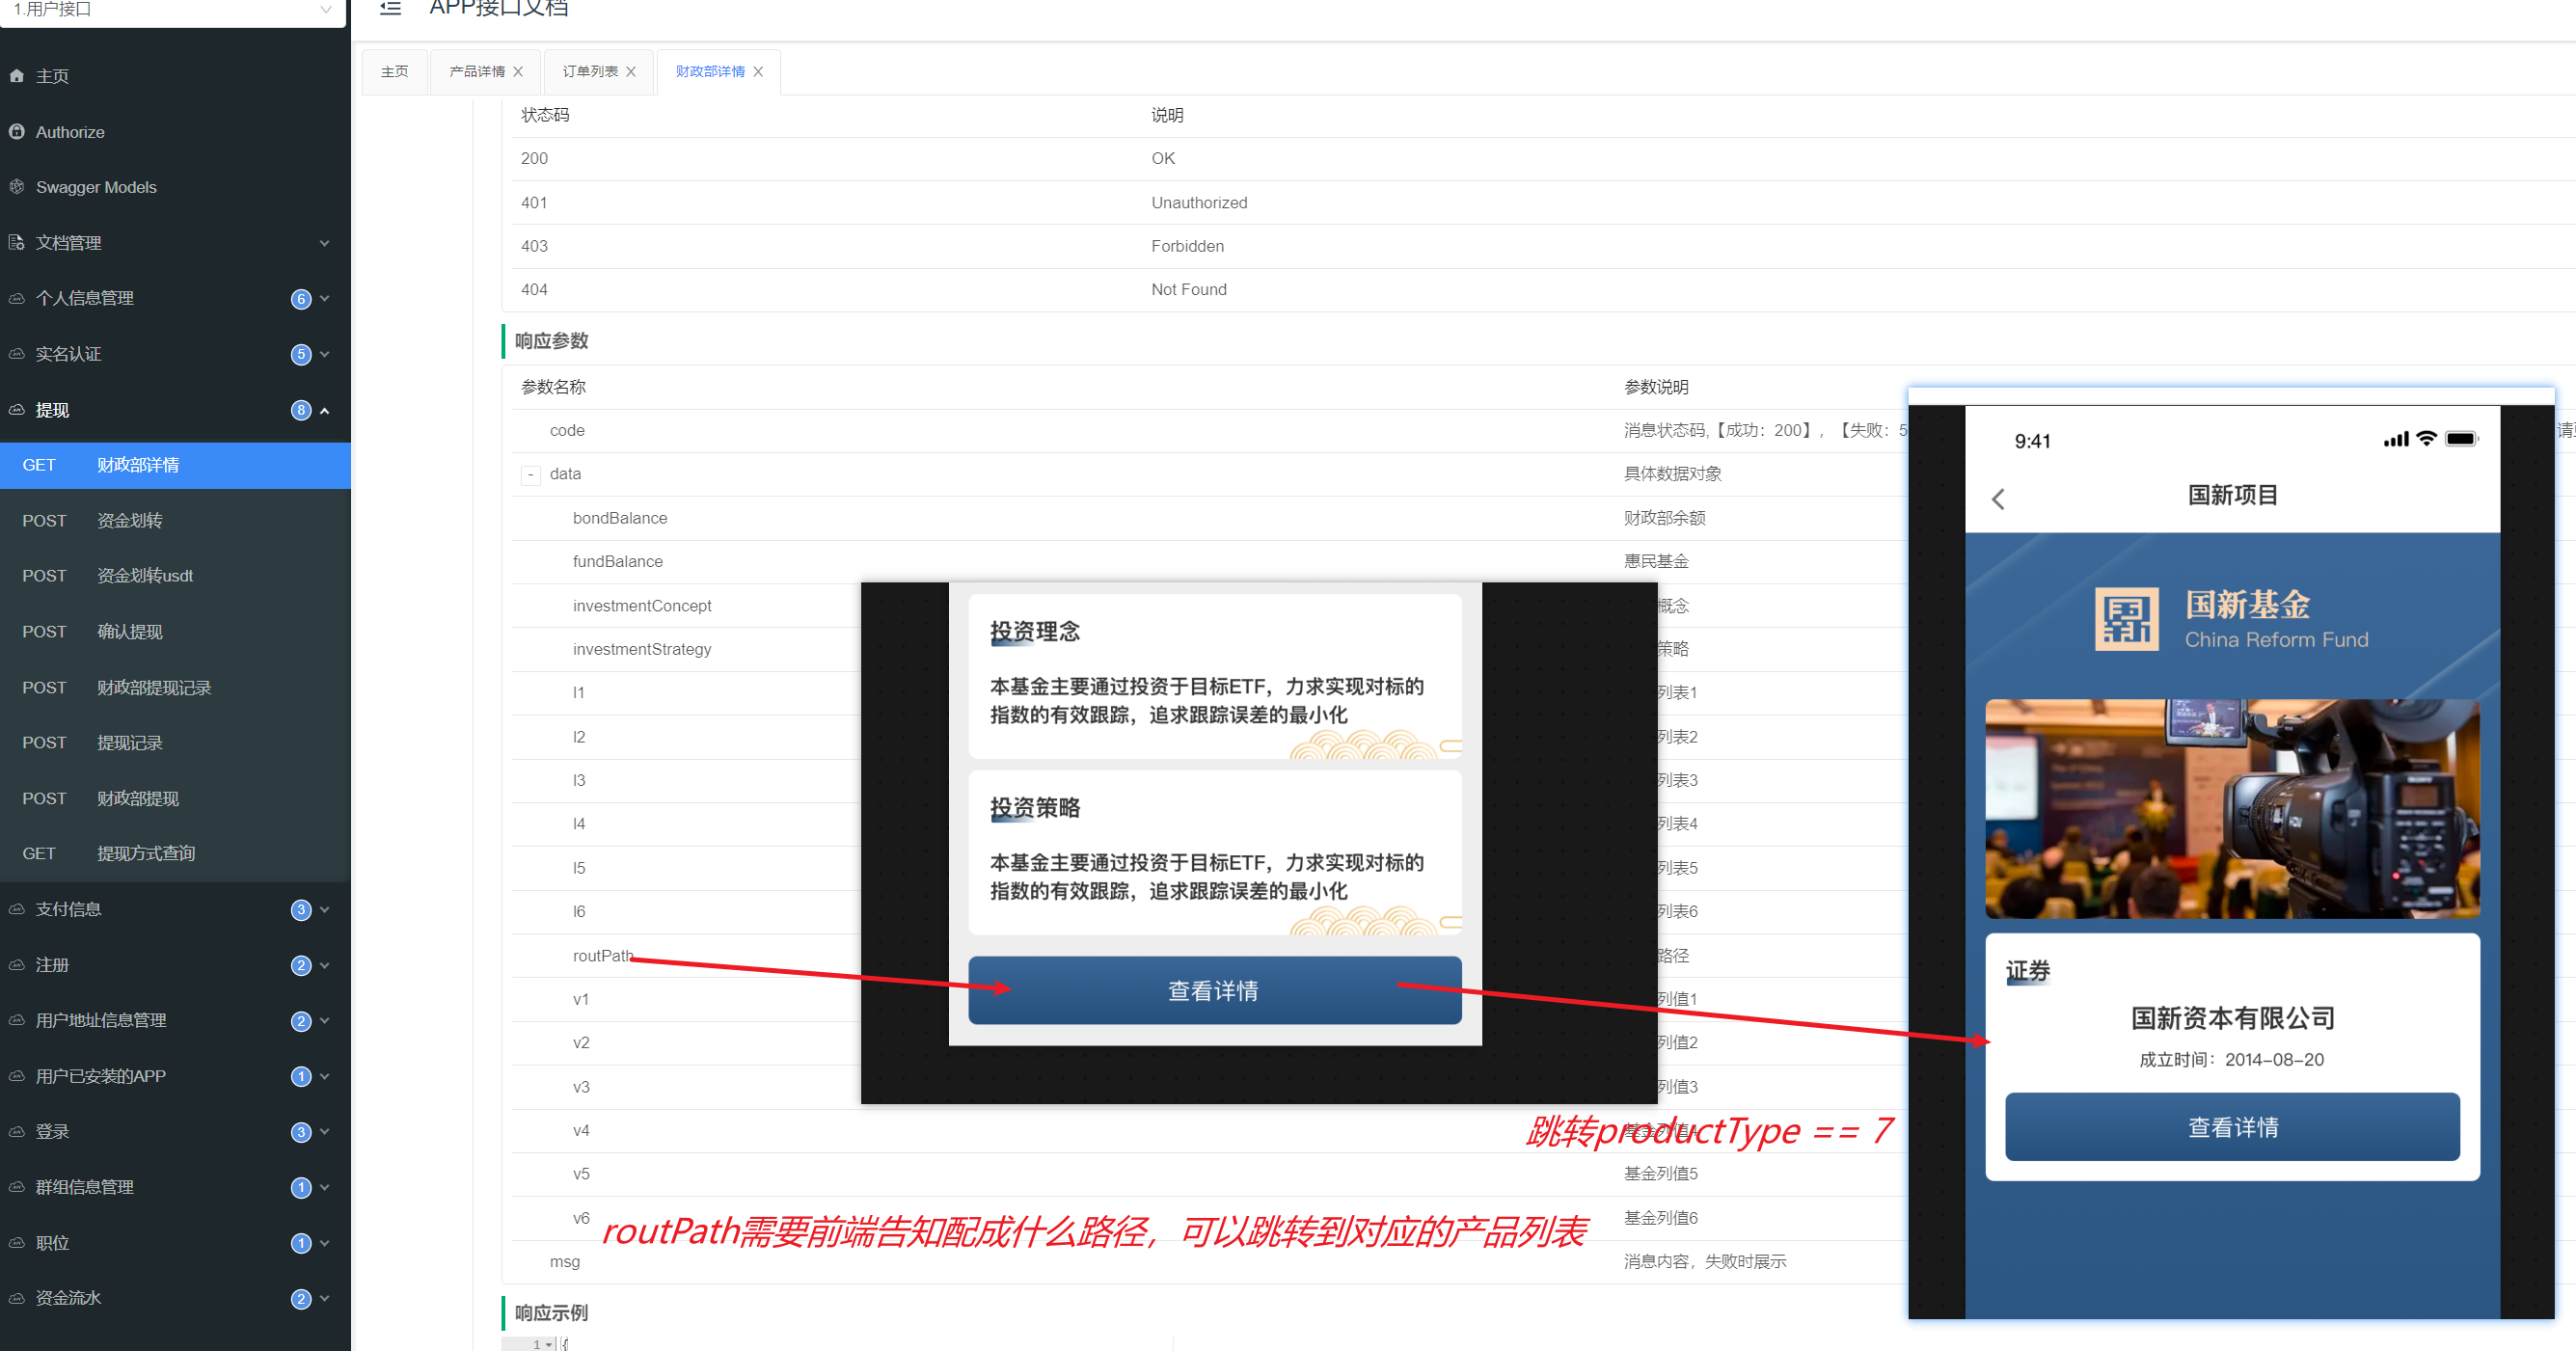 1.用户接口
APP接口文档
主页
Authorize
Swagger Models
文档管理
个人信息管理 6
实名认证 5
提现 8
GET 财政部详情
POST 资金划转
POST 资金划转usdt
POST 确认提现
POST 财政部提现记录
POST 提现记录
POST 财政部提现
GET 提现方式查询
支付信息 3
注册 2
用户地址信息管理 2
用户已安装的APP 1
登录 3
群组信息管理 1
职位 1
资金流水 2
主页 产品详情 订单列表 财政部详情
状态码 说明
200 OK
401 Unauthorized
403 Forbidden
404 Not Found
响应参数
参数名称 参数说明
code 消息状态码,【成功：200】，【失败：5
请
- data 具体数据对象
bondBalance 财政部余额
fundBalance 惠民基金
investmentConcept 概念
investmentStrategy 策略
l1 列表1
l2 列表2
l3 列表3
l4 列表4
l5 列表5
l6 列表6
routPath 路径
v1 列值1
v2 列值2
v3 列值3
v4 基金列值4
v5 基金列值5
v6 基金列值6
msg 消息内容，失败时展示
响应示例
1 {
投资理念
本基金主要通过投资于目标ETF，力求实现对标的
指数的有效跟踪，追求跟踪误差的最小化
投资策略
本基金主要通过投资于目标ETF，力求实现对标的
指数的有效跟踪，追求跟踪误差的最小化
查看详情
跳转productType == 7
routPath需要前端告知配成什么路径，可以跳转到对应的产品列表
9:41
国新项目
国新基金
China Reform Fund
证券
国新资本有限公司
成立时间：2014-08-20
查看详情